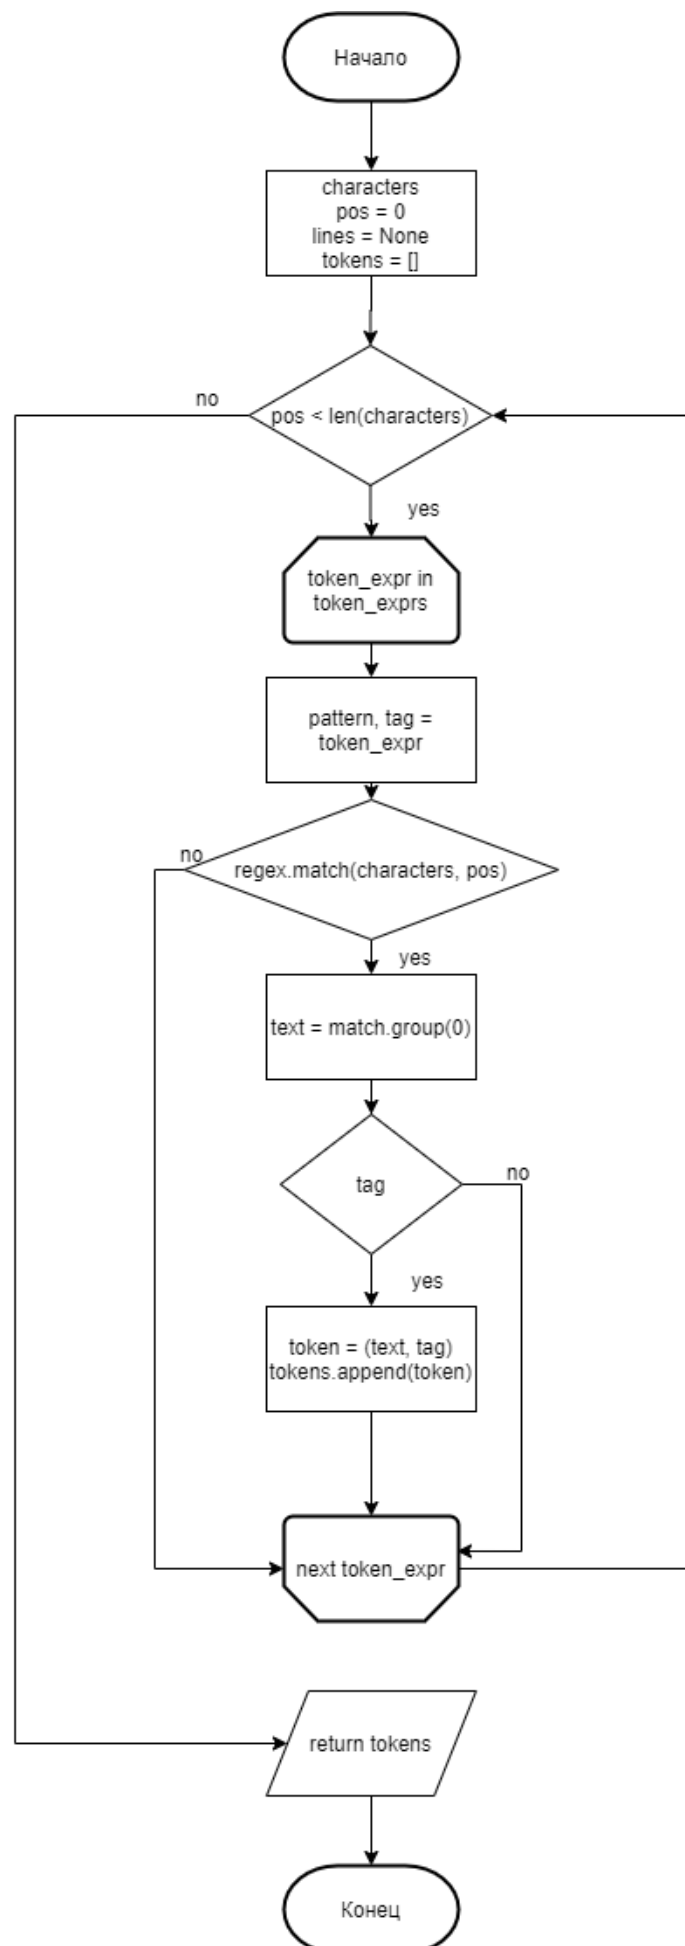 Начало
characters
pos = 0
lines = None
tokens = []
no
pos < len(characters)
yes
token_expr in
token_exprs
pattern, tag =
token_expr
no
regex.match(characters, pos)
yes
text = match.group(0)
no
tag
yes
token = (text, tag)
tokens.append(token)
next token_expr
return tokens
Конец